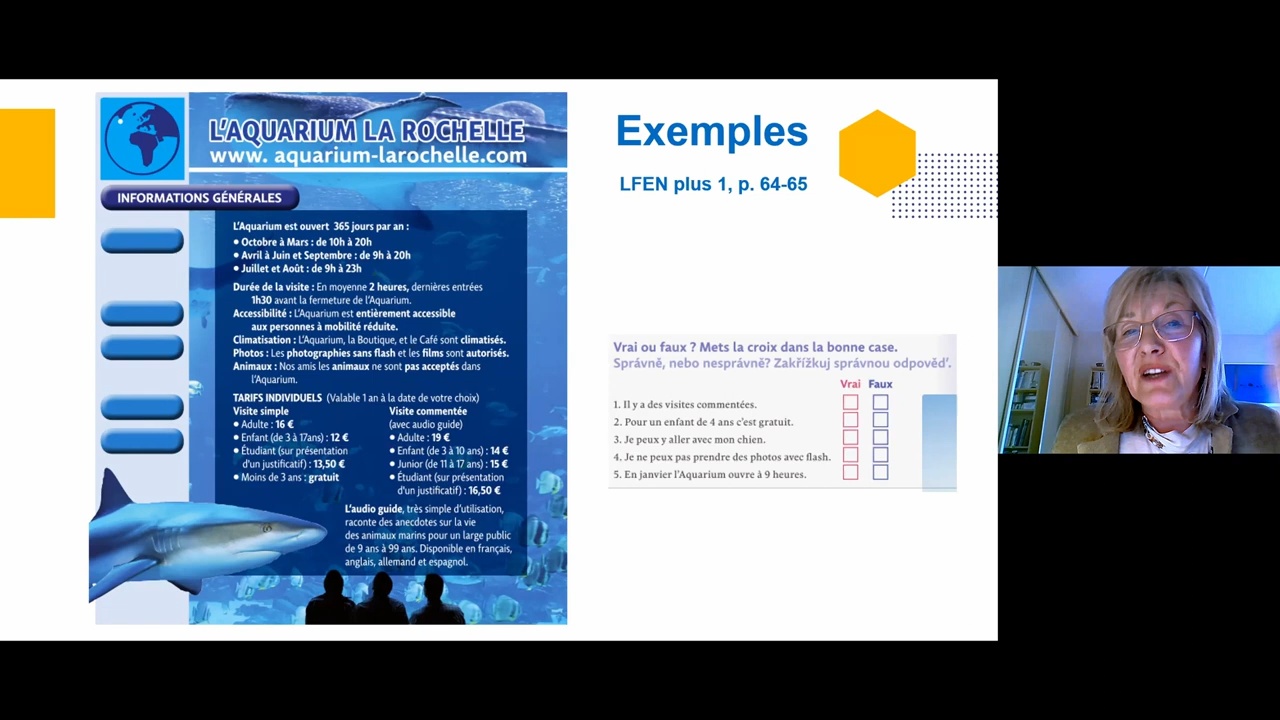 L'AQUARIUM LA ROCHELLE
www. aquarium-larochelle.com
INFORMATIONS GÉNÉRALES
L'Aquarium est ouvert 365 jours par an :
• Octobre à Mars : de 10h à 20h
• Avril à Juin et Septembre : de 9h à 20h
• Juillet et Août : de 9h à 23h
Durée de la visite : En moyenne 2 heures, dernières entrées
1h30 avant la fermeture de l'Aquarium.
Accessibilité : L'Aquarium est entièrement accessible
aux personnes à mobilité réduite.
Climatisation : L'Aquarium, la Boutique, et le Café sont climatisés.
Photos : Les photographies sans flash et les films sont autorisés.
Animaux : Nos amis les animaux ne sont pas acceptés dans
l'Aquarium.
TARIFS INDIVIDUELS (Valable 1 an à la date de votre choix)
Visite simple
• Adulte : 16 €
• Enfant (de 3 à 17ans) : 12 €
• Étudiant (sur présentation
d'un justificatif) : 13,50 €
• Moins de 3 ans : gratuit
Visite commentée
(avec audio guide)
• Adulte : 19 €
• Enfant (de 3 à 10 ans) : 14 €
• Junior (de 11 à 17 ans) : 15 €
• Étudiant (sur présentation
d'un justificatif) : 16,50 €
L'audio guide, très simple d'utilisation,
raconte des anecdotes sur la vie
des animaux marins pour un large public
de 9 ans à 99 ans. Disponible en français,
anglais, allemand et espagnol.
Exemples
LFEN plus 1, p. 64-65
Vrai ou faux ? Mets la croix dans la bonne case.
Správně, nebo nesprávně? Zakřížkuj správnou odpověď.
Vrai Faux
1. Il y a des visites commentées.
2. Pour un enfant de 4 ans c'est gratuit.
3. Je peux y aller avec mon chien.
4. Je ne peux pas prendre des photos avec flash.
5. En janvier l'Aquarium ouvre à 9 heures.